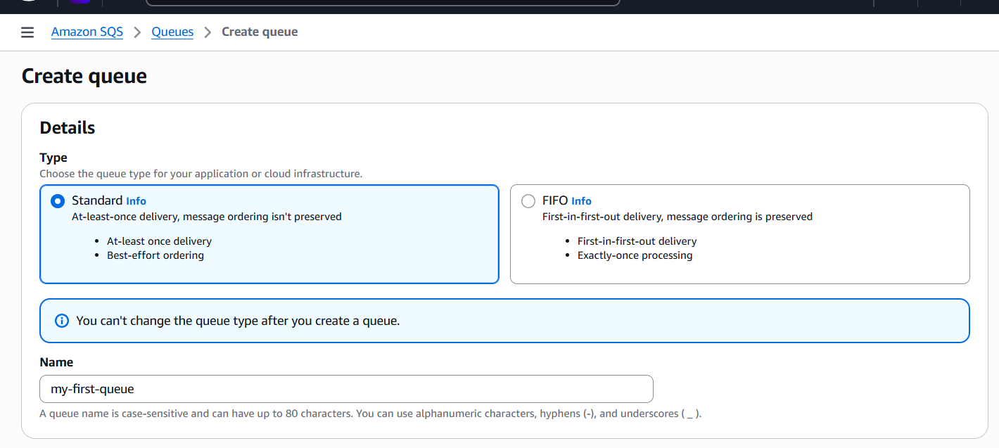 Amazon SQS > Queues > Create queue
Create queue
Details
Type
Choose the queue type for your application or cloud infrastructure.
Standard Info
At-least-once delivery, message ordering isn't preserved
• At-least once delivery
• Best-effort ordering
FIFO Info
First-in-first-out delivery, message ordering is preserved
• First-in-first-out delivery
• Exactly-once processing
You can't change the queue type after you create a queue.
Name
my-first-queue
A queue name is case-sensitive and can have up to 80 characters. You can use alphanumeric characters, hyphens (-), and underscores ( _ ).